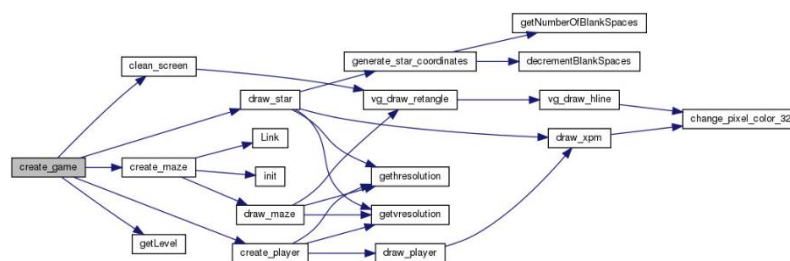 getNumberOfBlankSpaces
clean_screen
generate_star_coordinates
decrementBlankSpaces
draw_star
vg_draw_retangle
vg_draw_hline
change_pixel_color_32
Link
draw_xpm
create_game
create_maze
init
gethresolution
draw_maze
getvresolution
getLevel
create_player
draw_player